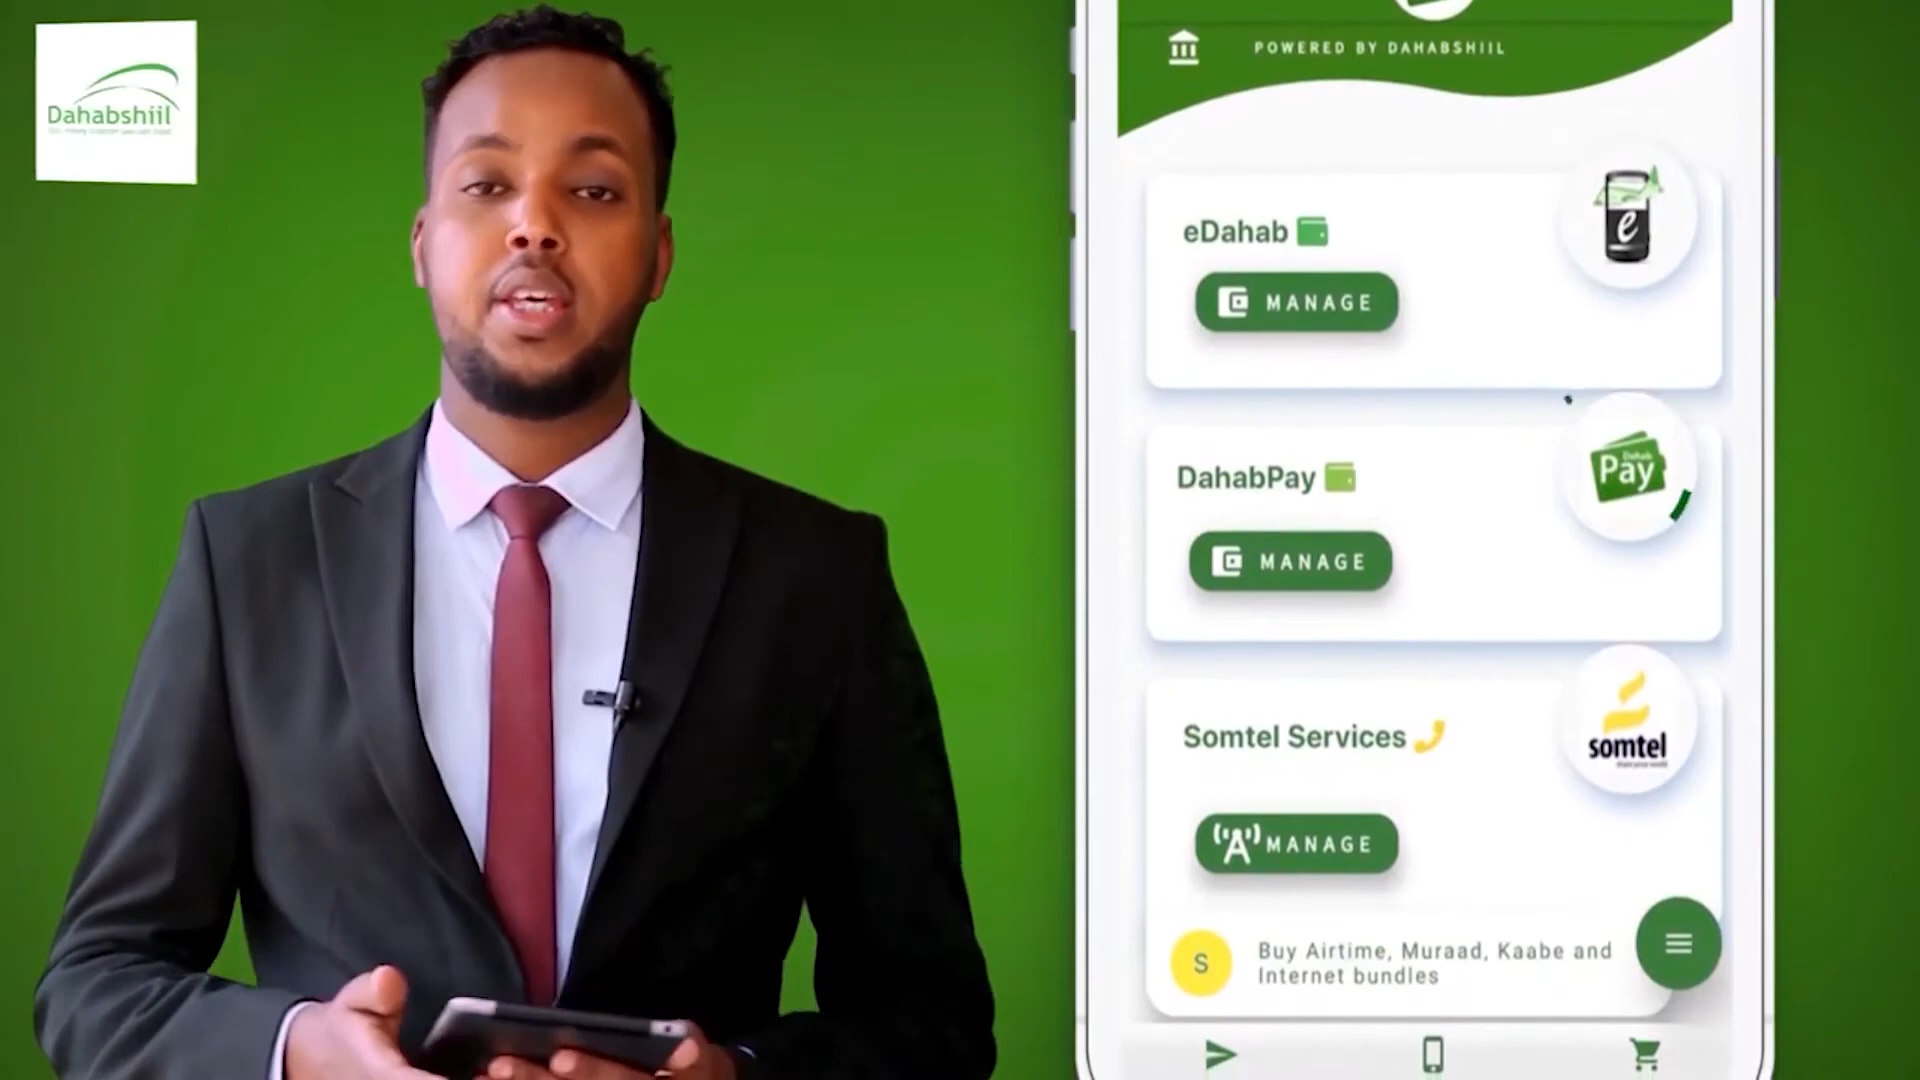 Dahabshiil
POWERED BY DAHABSHIIL
eDahab
e
MANAGE
DahabPay
Dahab
Pay
MANAGE
Somtel Services
somtel
MANAGE
S
Buy Airtime, Muraad, Kaabe and
Internet bundles